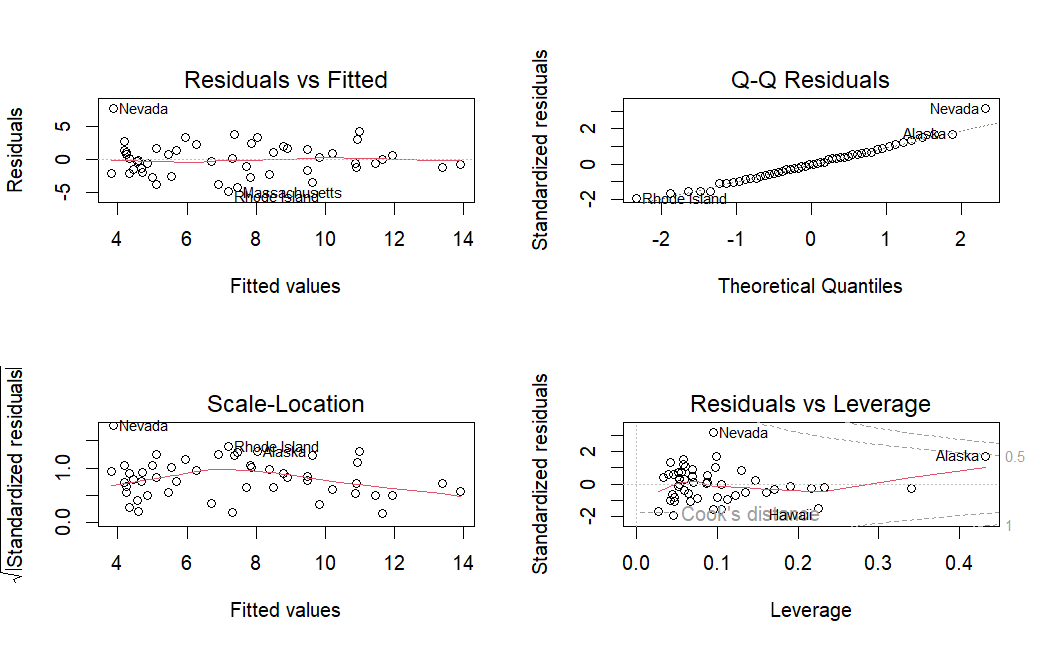 Residuals vs Fitted
Residuals
5
0
-5
Nevada
Massachusetts
Rhode Island
4 6 8 10 12 14
Fitted values
Q-Q Residuals
Standardized residuals
2
0
-2
Nevada
Alaska
Rhode Island
-2 -1 0 1 2
Theoretical Quantiles
Scale-Location
√|Standardized residuals|
1.0
0.0
Nevada
Rhode Island
Alaska
4 6 8 10 12 14
Fitted values
Residuals vs Leverage
Standardized residuals
2
0
-2
Nevada
Alaska
0.5
Cook's distance
Hawaii
1
0.0 0.1 0.2 0.3 0.4
Leverage